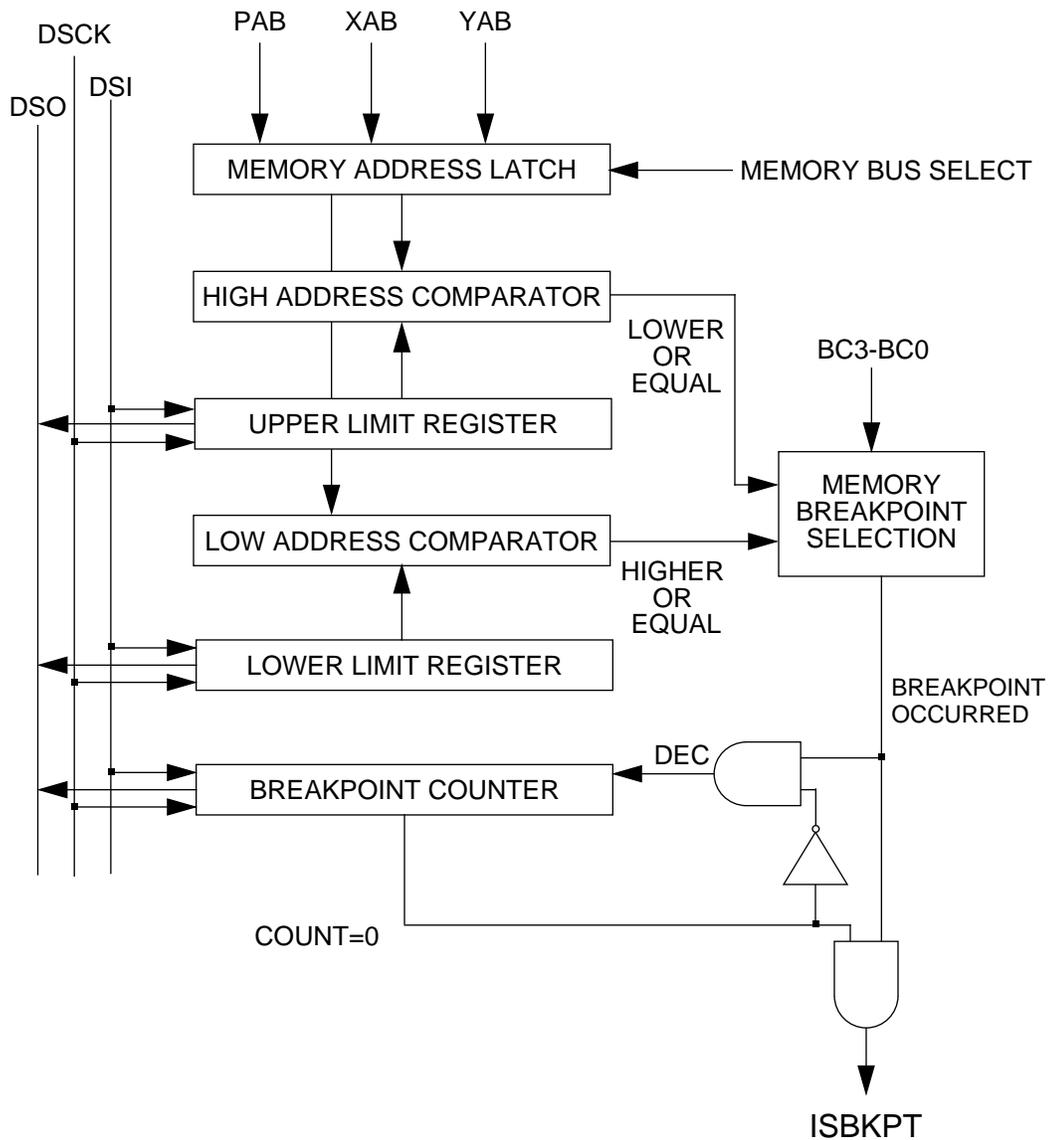 PAB
XAB
YAB
DSCK
DSI
DSO
MEMORY ADDRESS LATCH
MEMORY BUS SELECT
HIGH ADDRESS COMPARATOR
LOWER
OR
EQUAL
BC3-BC0
UPPER LIMIT REGISTER
MEMORY
BREAKPOINT
SELECTION
LOW ADDRESS COMPARATOR
HIGHER
OR
EQUAL
LOWER LIMIT REGISTER
BREAKPOINT
OCCURRED
DEC
BREAKPOINT COUNTER
COUNT=0
ISBKPT